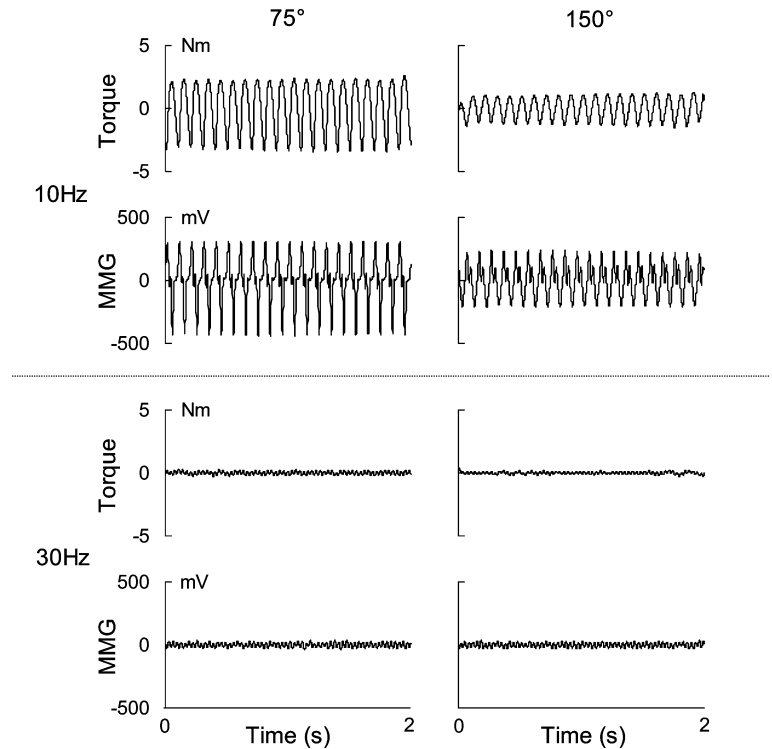 75° 150°
5 Nm
Torque 0
-5
10Hz
500 mV
MMG 0
-500
5 Nm
Torque 0
-5
30Hz
500 mV
MMG 0
-500
0 Time (s) 2 0 Time (s) 2